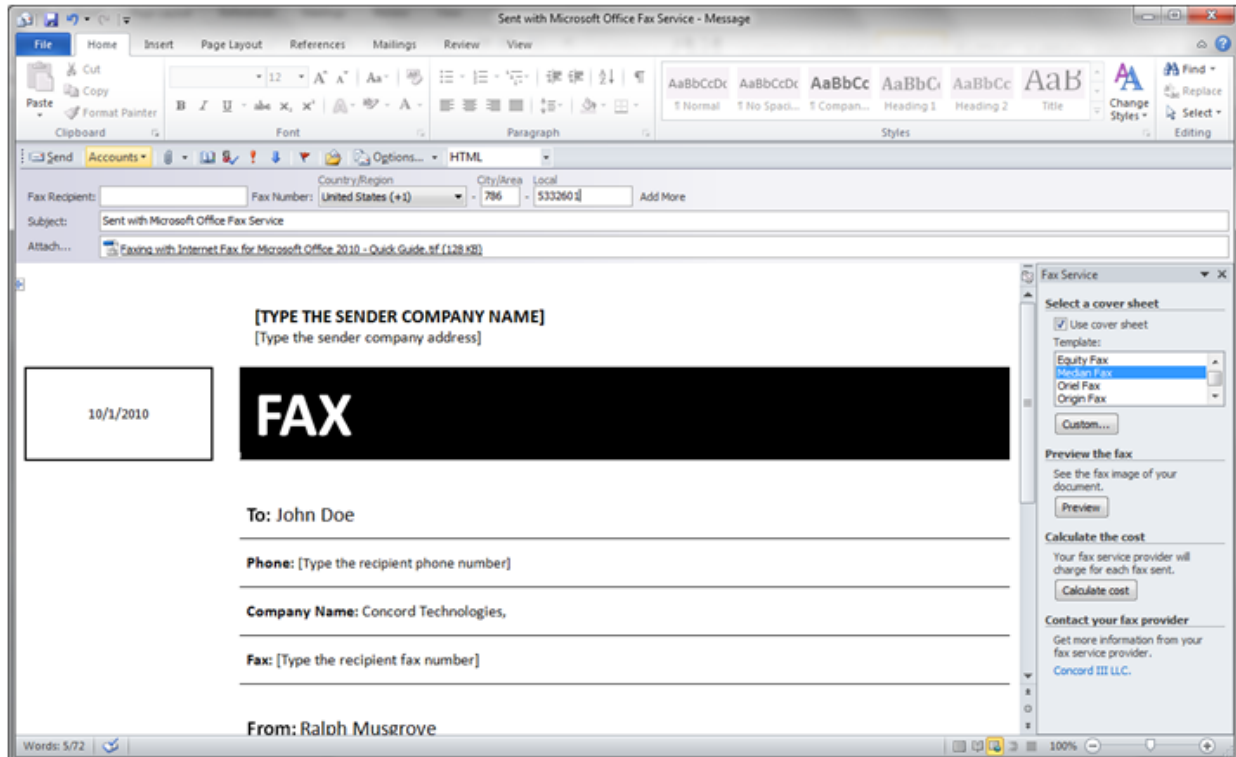 Sent with Microsoft Office Fax Service - Message
File Home Insert Page Layout References Mailings Review View
Cut
Copy
Paste
Format Painter
12
Clipboard Font Paragraph Styles Editing
AaBbCcDc AaBbCcDc AaBbCc AaBbC AaBbCc AaB
¶ Normal ¶ No Spaci... ¶ Compan... Heading 1 Heading 2 Title
Change Styles
Find
Replace
Select
Send Accounts Options... HTML
Country/Region City/Area Local
Fax Recipient: Fax Number: United States (+1) - 786 - 5332601 Add More
Subject: Sent with Microsoft Office Fax Service
Attach... Faxing with Internet Fax for Microsoft Office 2010 - Quick Guide.tif (128 KB)
[TYPE THE SENDER COMPANY NAME]
[Type the sender company address]
10/1/2010
FAX
To: John Doe
Phone: [Type the recipient phone number]
Company Name: Concord Technologies,
Fax: [Type the recipient fax number]
From: Ralph Musgrove
Fax Service
Select a cover sheet
Use cover sheet
Template:
Equity Fax
Median Fax
Oriel Fax
Origin Fax
Custom...
Preview the fax
See the fax image of your
document.
Preview
Calculate the cost
Your fax service provider will
charge for each fax sent.
Calculate cost
Contact your fax provider
Get more information from your
fax service provider.
Concord III LLC.
Words: 5/72
100%